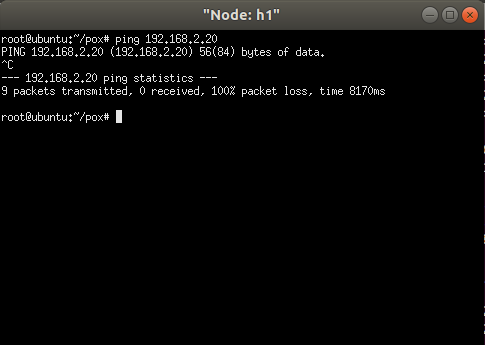 "Node: h1"
root@ubuntu:~/pox# ping 192.168.2.20
PING 192.168.2.20 (192.168.2.20) 56(84) bytes of data.
^C
--- 192.168.2.20 ping statistics ---
9 packets transmitted, 0 received, 100% packet loss, time 8170ms
root@ubuntu:~/pox#